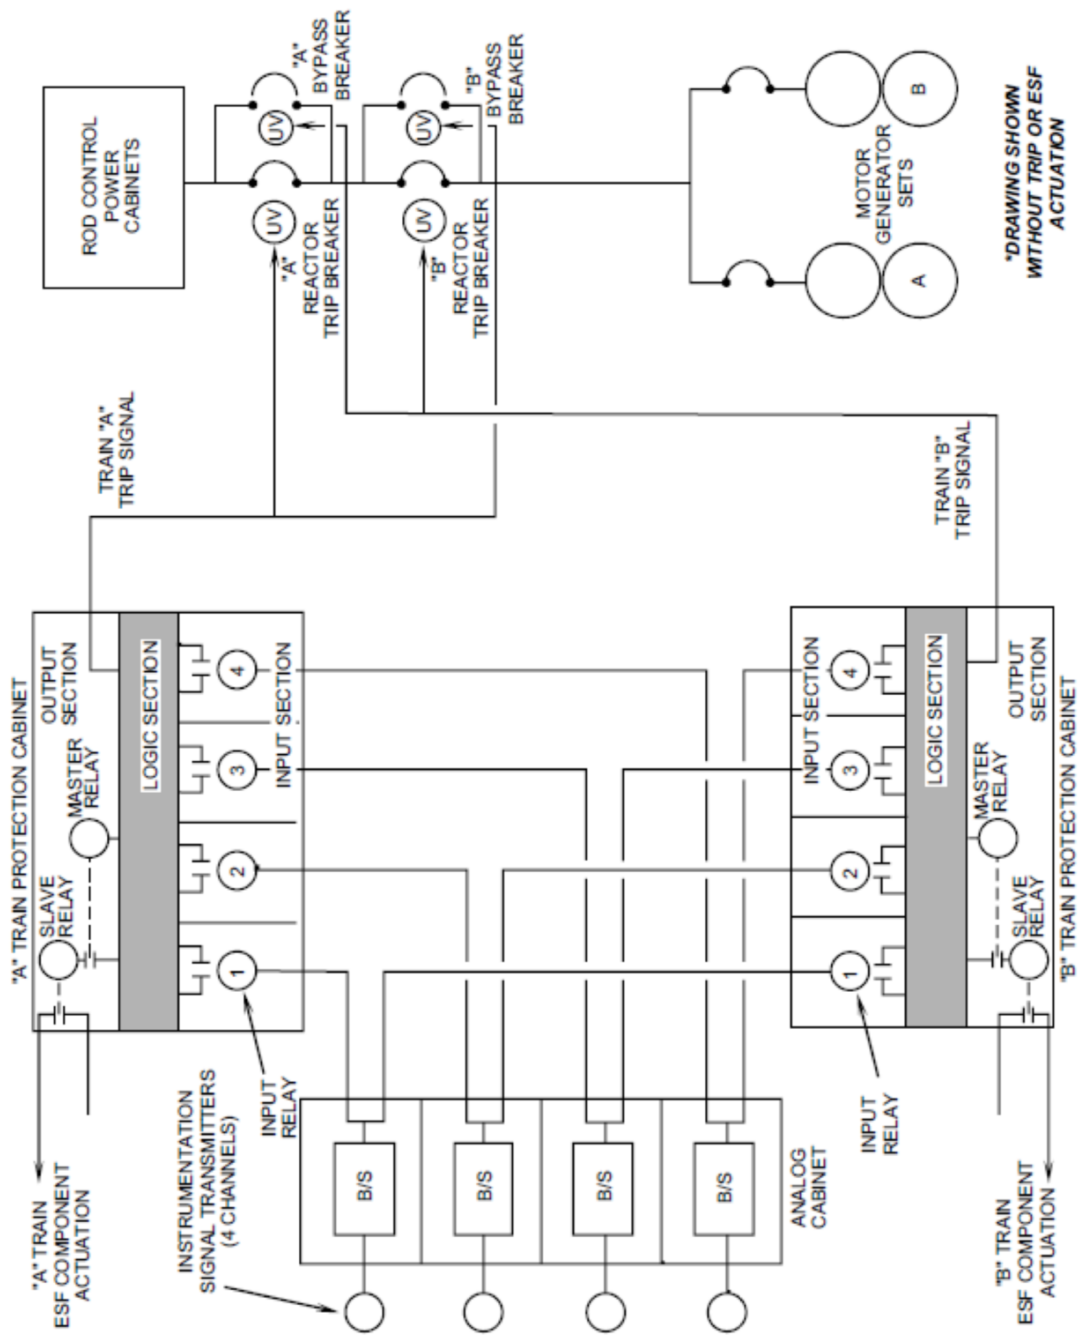 "A" TRAIN
ESF COMPONENT
ACTUATION
INSTRUMENTATION
SIGNAL TRANSMITTERS
(4 CHANNELS)
B/S
B/S
B/S
B/S
ANALOG
CABINET
"B" TRAIN
ESF COMPONENT
ACTUATION
INPUT
RELAY
INPUT
RELAY
"A" TRAIN PROTECTION CABINET
SLAVE
RELAY
MASTER
RELAY
OUTPUT
SECTION
LOGIC SECTION
1
2
3
4
INPUT SECTION
INPUT SECTION
1
2
3
4
LOGIC SECTION
SLAVE
RELAY
MASTER
RELAY
OUTPUT
SECTION
"B" TRAIN PROTECTION CABINET
TRAIN "A"
TRIP SIGNAL
TRAIN "B"
TRIP SIGNAL
ROD CONTROL
POWER
CABINETS
UV
UV
"A"
REACTOR
TRIP BREAKER
"A"
BYPASS
BREAKER
UV
UV
"B"
REACTOR
TRIP BREAKER
"B"
BYPASS
BREAKER
MOTOR
GENERATOR
SETS
A
B
"DRAWING SHOWN
WITHOUT TRIP OR ESF
ACTUATION